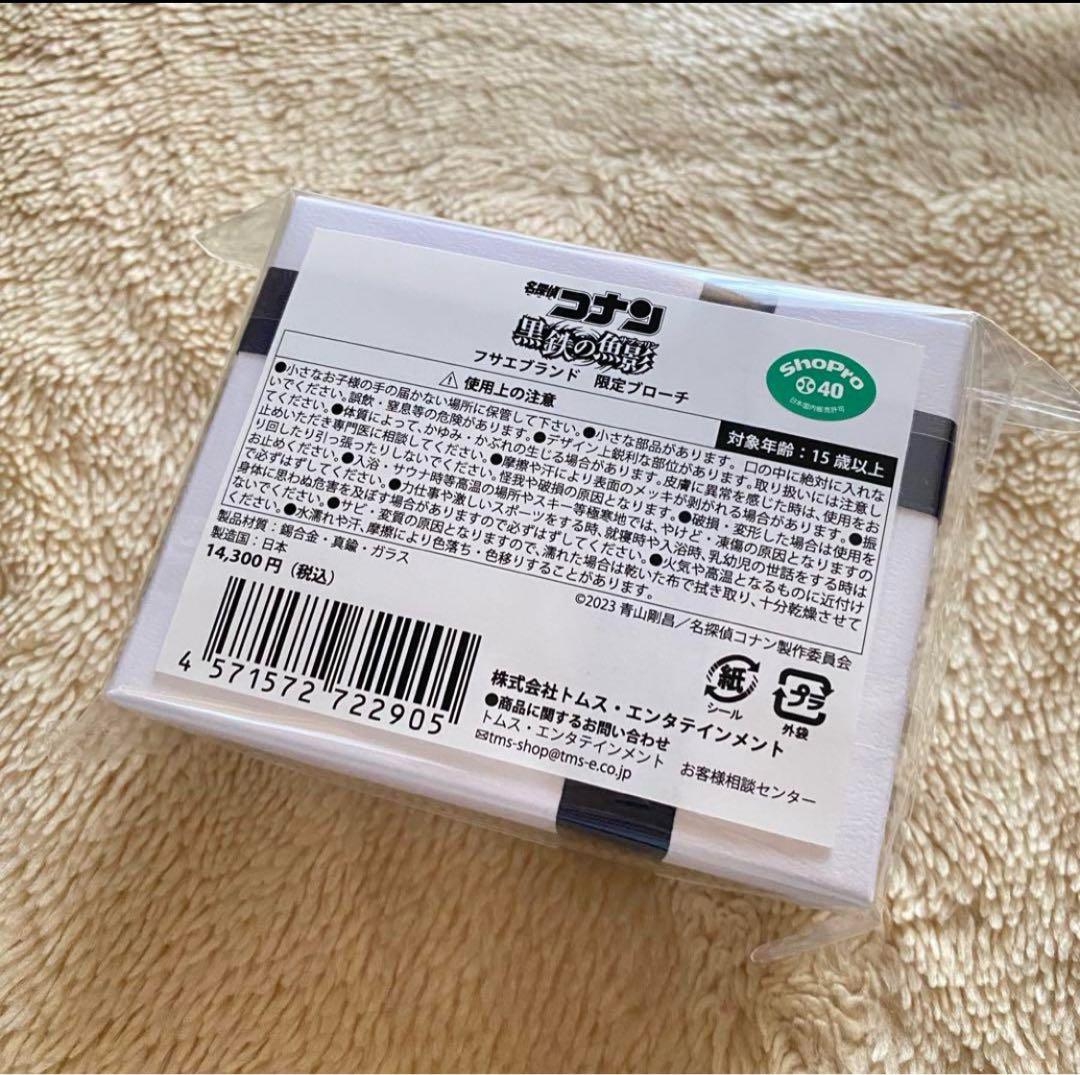 名探偵コナン
黒鉄の魚影
サブマリン
フサエブランド 限定ブローチ
ShoPro
40
日本国内販売許可
⚠ 使用上の注意
対象年齢：15歳以上
●小さなお子様の手の届かない場所に保管して下さい。●小さな部品があります。口の中に絶対に入れな
いでください。誤飲・窒息等の危険があります。●デザイン上鋭利な部位があります。取り扱いには注意し
てください。●体質によって、かゆみ・かぶれの生じる場合があります。皮膚に異常を感じた時は、使用をお
止めいただき専門医に相談してください。●摩擦や汗により表面のメッキが剥がれる場合があります。●振
り回したり引っ張ったりしないでください。怪我や破損の原因となります。●破損・変形した場合は使用を
お止めください。●入浴・サウナ時等高温の場所やスキー等極寒地では、やけど・凍傷の原因となりますの
で必ずはずしてください。●力仕事や激しいスポーツをする時、就寝時や入浴時、乳幼児の世話をする時は
身体に思わぬ危害を及ぼす場合がありますので必ずはずしてください。●火気や高温となるものに近付け
ないでください。●サビ、変質の原因となりますので、濡れた場合は乾いた布で拭き取り、十分乾燥させて
ください。●水濡れや汗、摩擦により色落ち・色移りすることがあります。
製品材質：錫合金・真鍮・ガラス
製造国：日本
14,300円（税込）
©2023 青山剛昌／名探偵コナン製作委員会
4 571572 722905
紙
シール
プラ
外袋
株式会社トムス・エンタテインメント
●商品に関するお問い合わせ
トムス・エンタテインメント お客様相談センター
✉tms-shop@tms-e.co.jp